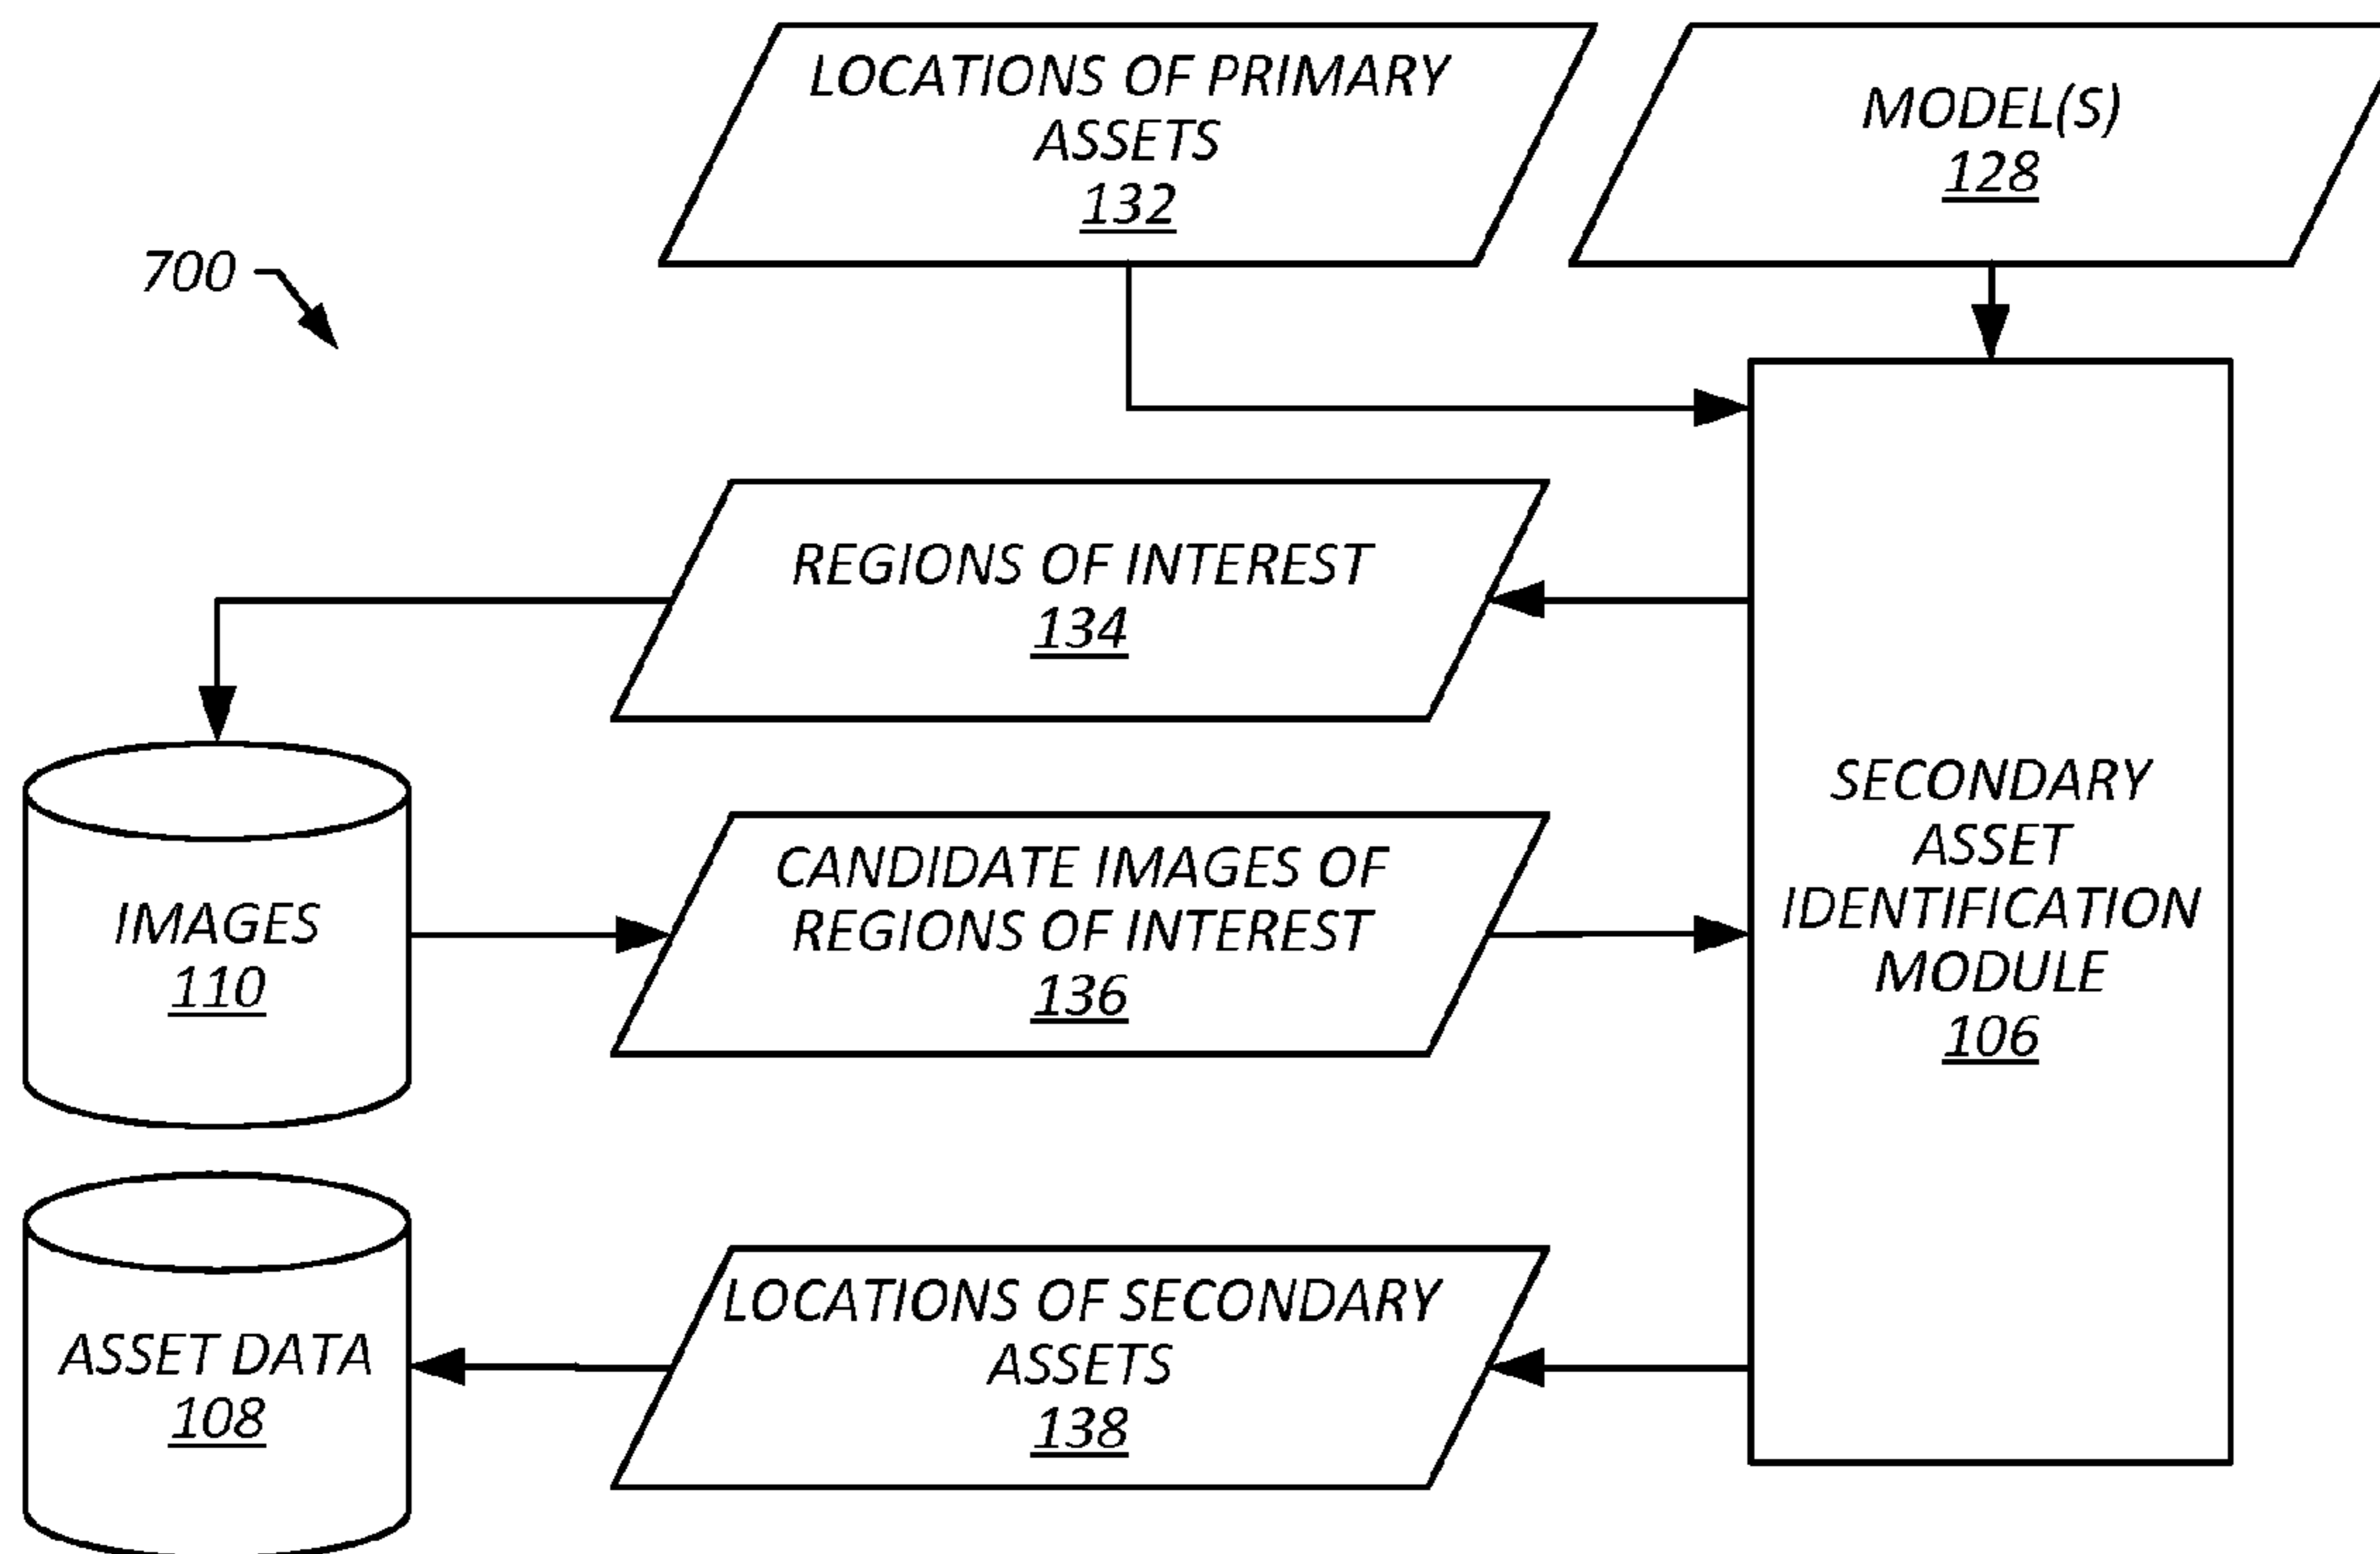 LOCATIONS OF PRIMARY
ASSETS
132
MODEL(S)
128
700
REGIONS OF INTEREST
134
IMAGES
110
CANDIDATE IMAGES OF
REGIONS OF INTEREST
136
SECONDARY
ASSET
IDENTIFICATION
MODULE
106
ASSET DATA
108
LOCATIONS OF SECONDARY
ASSETS
138